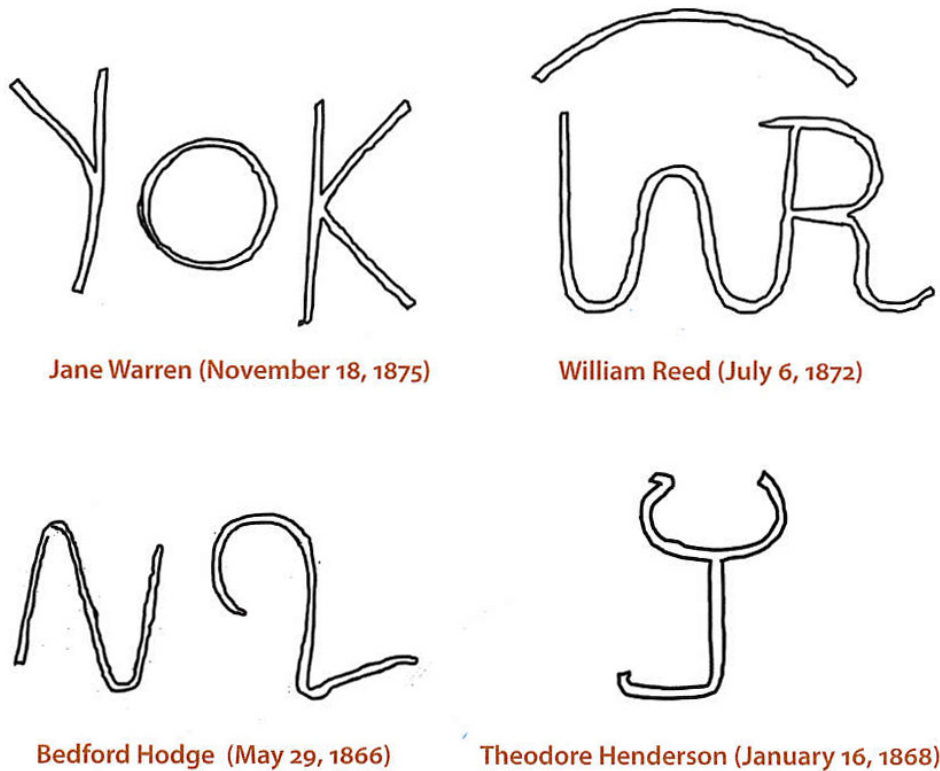 YOK
WR
Jane Warren (November 18, 1875)
William Reed (July 6, 1872)
N2
Bedford Hodge (May 29, 1866)
Theodore Henderson (January 16, 1868)